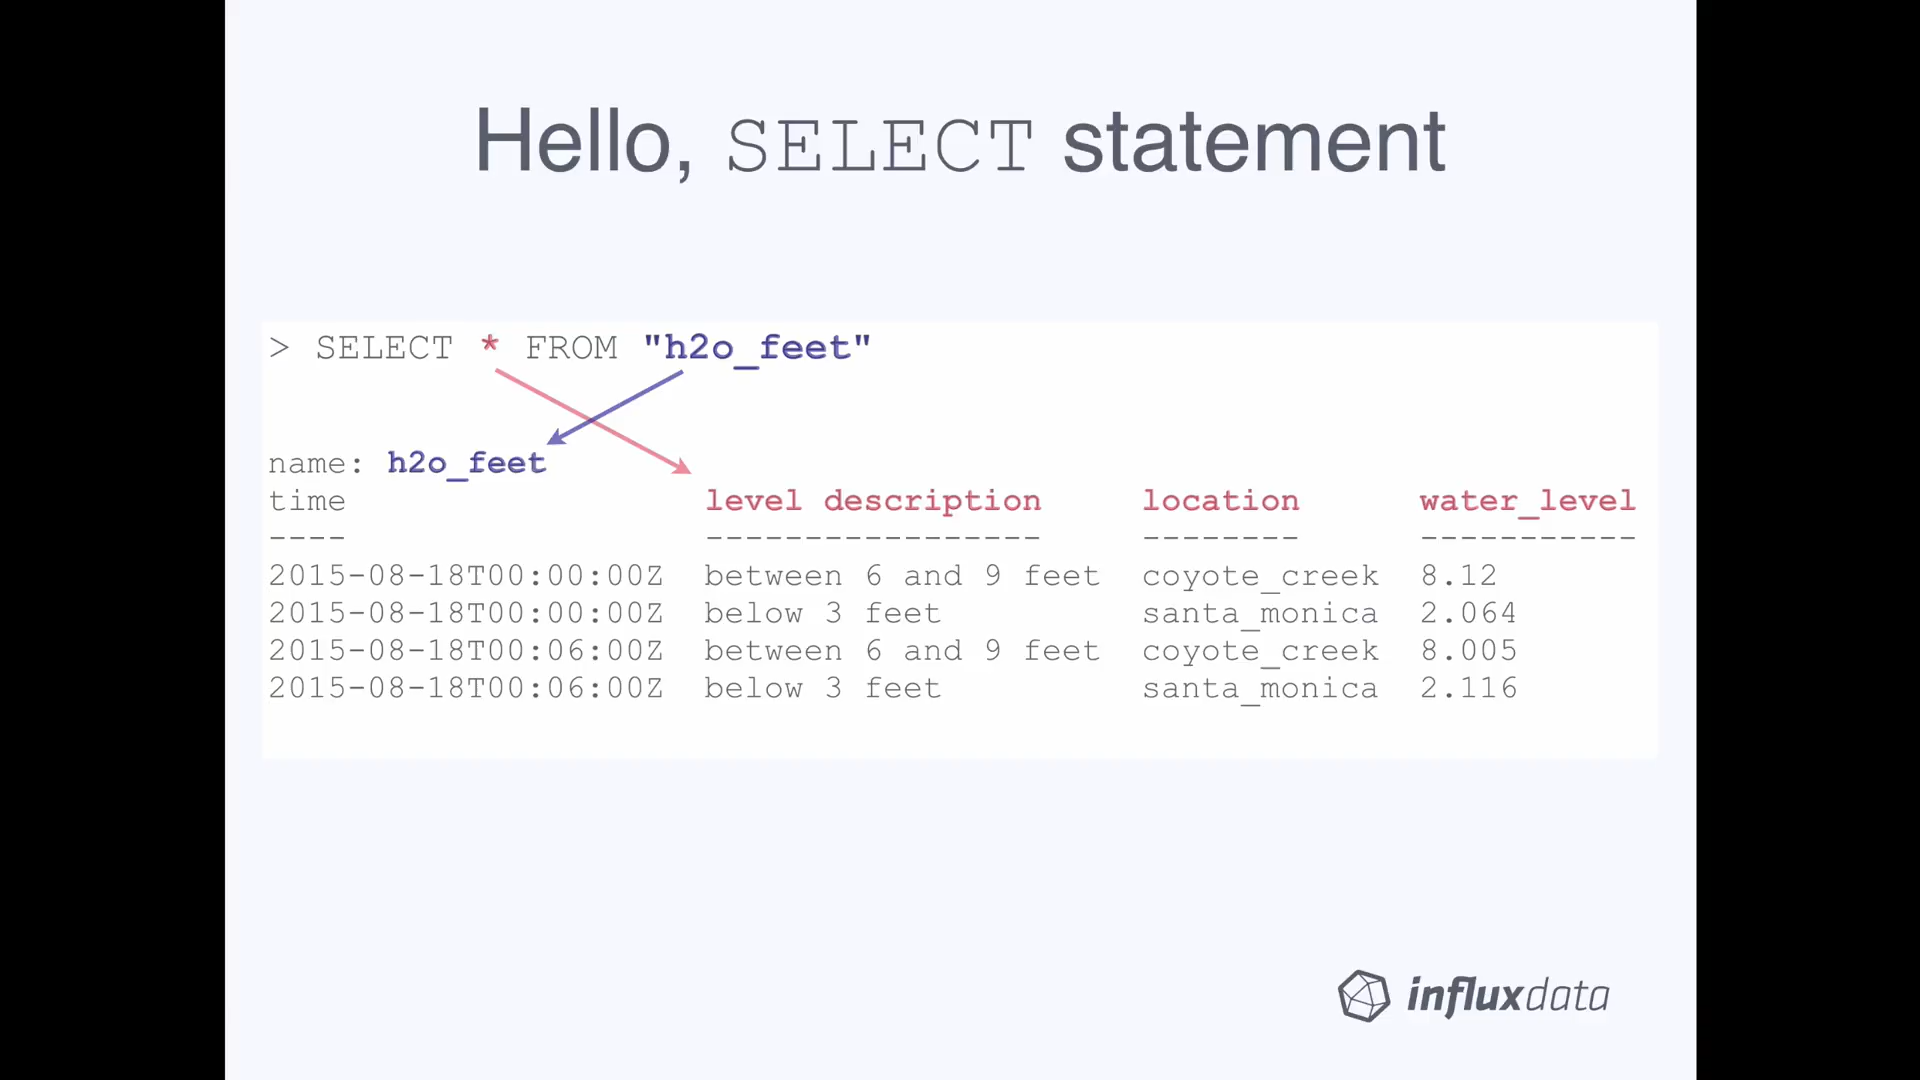 Hello, SELECT statement
> SELECT * FROM "h2o_feet"
name: h2o_feet
time level description location water_level
---- ----------------- -------- -----------
2015-08-18T00:00:00Z between 6 and 9 feet coyote_creek 8.12
2015-08-18T00:00:00Z below 3 feet santa_monica 2.064
2015-08-18T00:06:00Z between 6 and 9 feet coyote_creek 8.005
2015-08-18T00:06:00Z below 3 feet santa_monica 2.116
influxdata